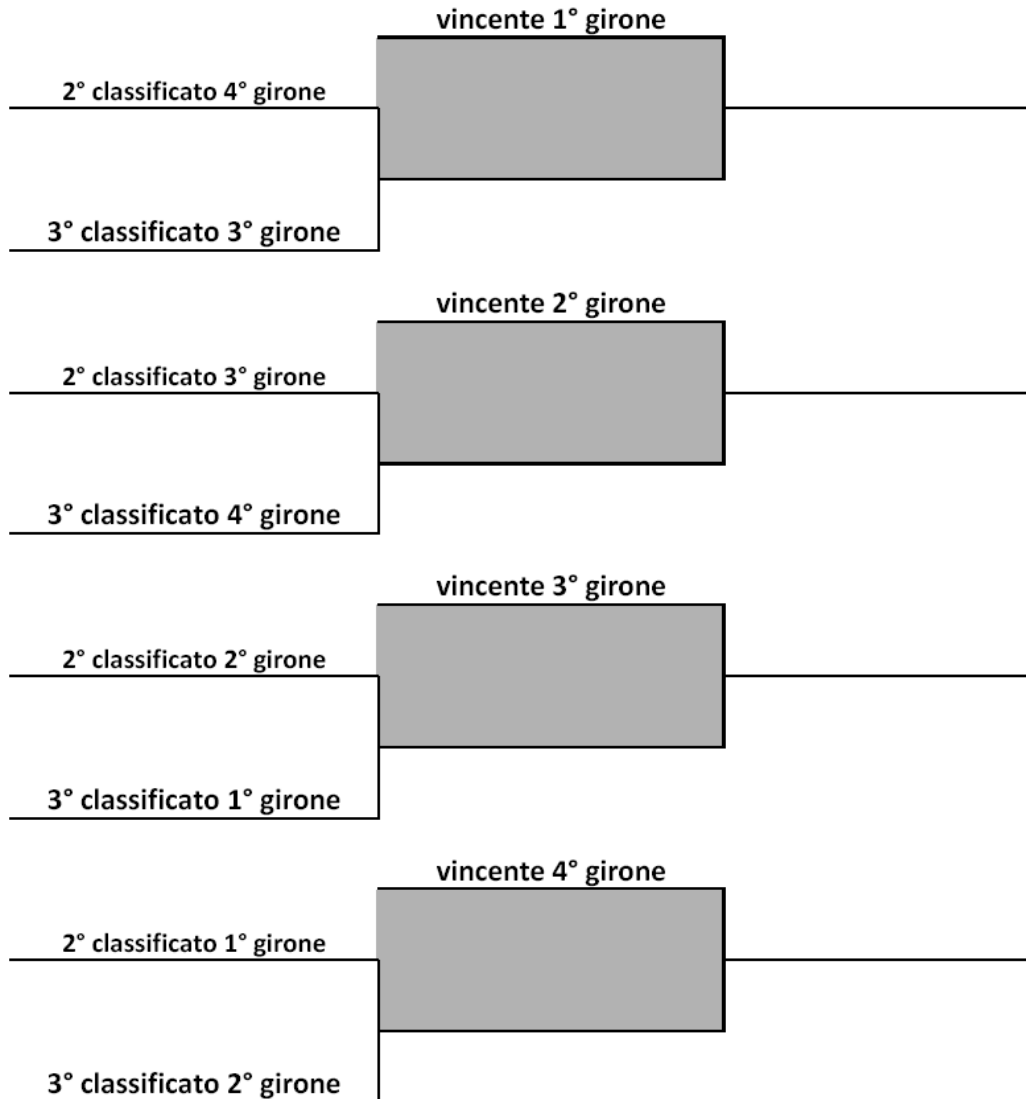 vincente 1° girone
2° classificato 4° girone
3° classificato 3° girone
vincente 2° girone
2° classificato 3° girone
3° classificato 4° girone
vincente 3° girone
2° classificato 2° girone
3° classificato 1° girone
vincente 4° girone
2° classificato 1° girone
3° classificato 2° girone